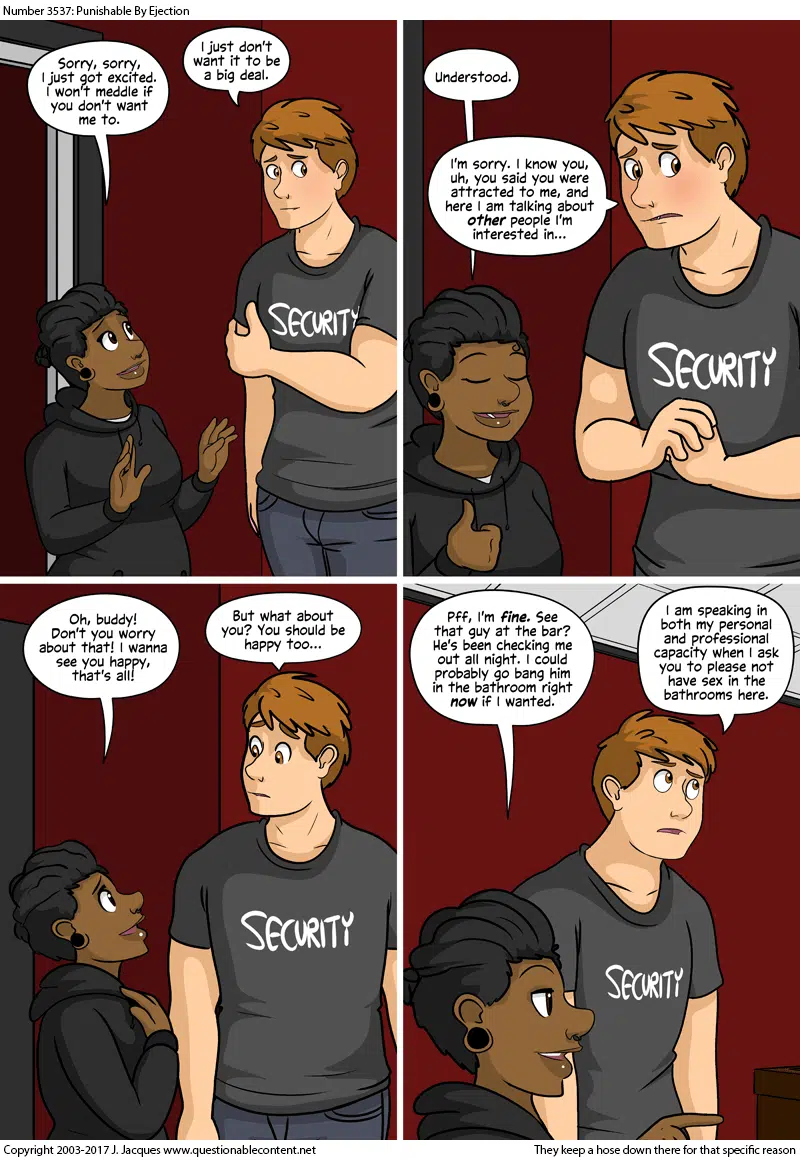 Number 3537: Punishable By Ejection
Sorry, sorry,
I just got excited.
I won't meddle if
you don't want
me to.
I just don't
want it to be
a big deal.
SECURITY
Understood.
I'm sorry. I know you,
uh, you said you were
attracted to me, and
here I am talking about
other people I'm
interested in...
SECURITY
Oh, buddy!
Don't you worry
about that! I wanna
see you happy,
that's all!
But what about
you? You should be
happy too...
SECURITY
Pff, I'm fine. See
that guy at the bar?
He's been checking me
out all night. I could
probably go bang him
in the bathroom right
now if I wanted.
I am speaking in
both my personal
and professional
capacity when I ask
you to please not
have sex in the
bathrooms here.
SECURITY
Copyright 2003-2017 J. Jacques www.questionablecontent.net
They keep a hose down there for that specific reason